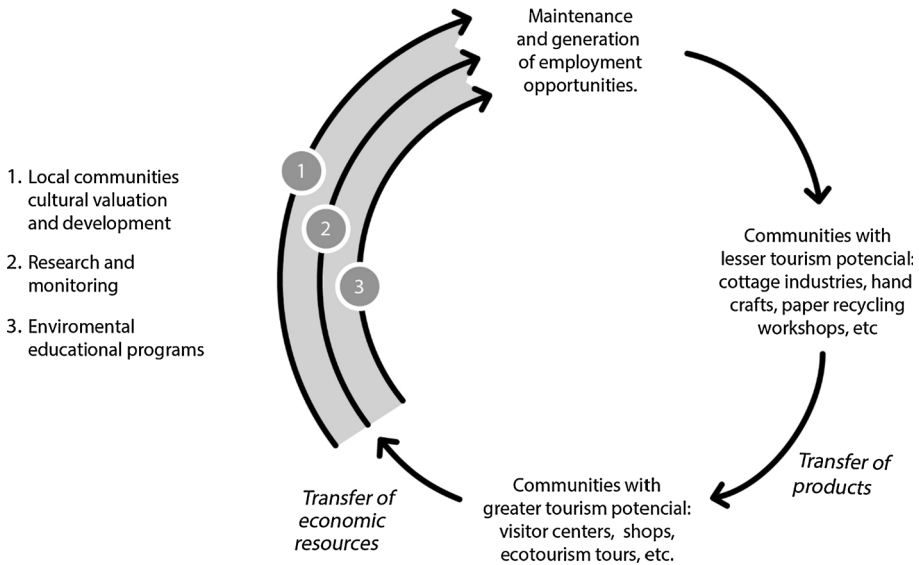 Maintenance
and generation
of employment
opportunities.
1
2
3
1. Local communities
cultural valuation
and development
2. Research and
monitoring
3. Enviromental
educational programs
Communities with
lesser tourism potencial:
cottage industries, hand
crafts, paper recycling
workshops, etc
Transfer of
products
Communities with
greater tourism potencial:
visitor centers, shops,
ecotourism tours, etc.
Transfer of
economic
resources